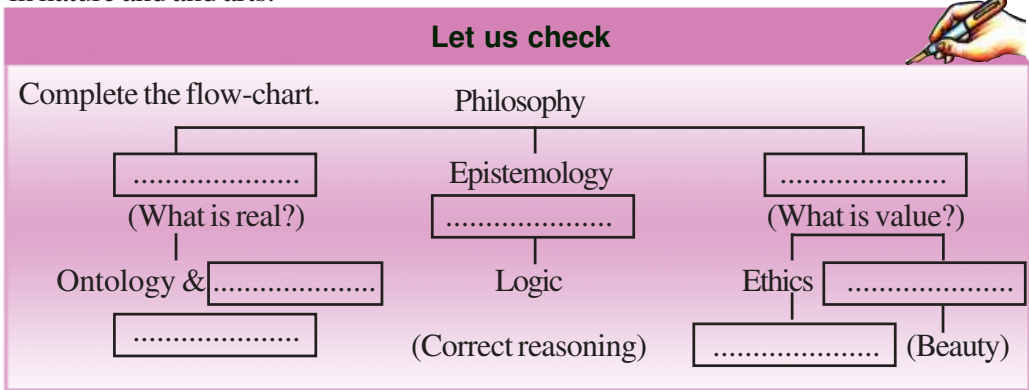 Let us check
Complete the flow-chart.
Philosophy
.....................
Epistemology
.....................
(What is real?)
.....................
(What is value?)
Ontology & .....................
Logic
Ethics .....................
.....................
(Correct reasoning)
..................... (Beauty)